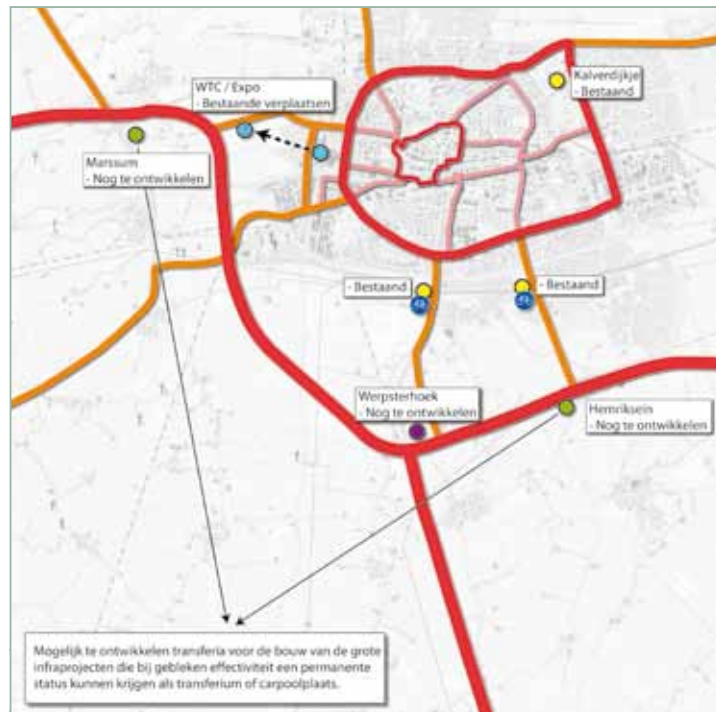 WTC / Expo
- Bestaande verplaatsen
Kalverdijkje
- Bestaand
Marssum
- Nog te ontwikkelen
- Bestaand
- Bestaand
Werpsterhoek
- Nog te ontwikkelen
Hemriksein
- Nog te ontwikkelen
Mogelijk te ontwikkelen transferia voor de bouw van de grote
infraprojecten die bij gebleken effectiviteit een permanente
status kunnen krijgen als transferium of carpoolplaats.